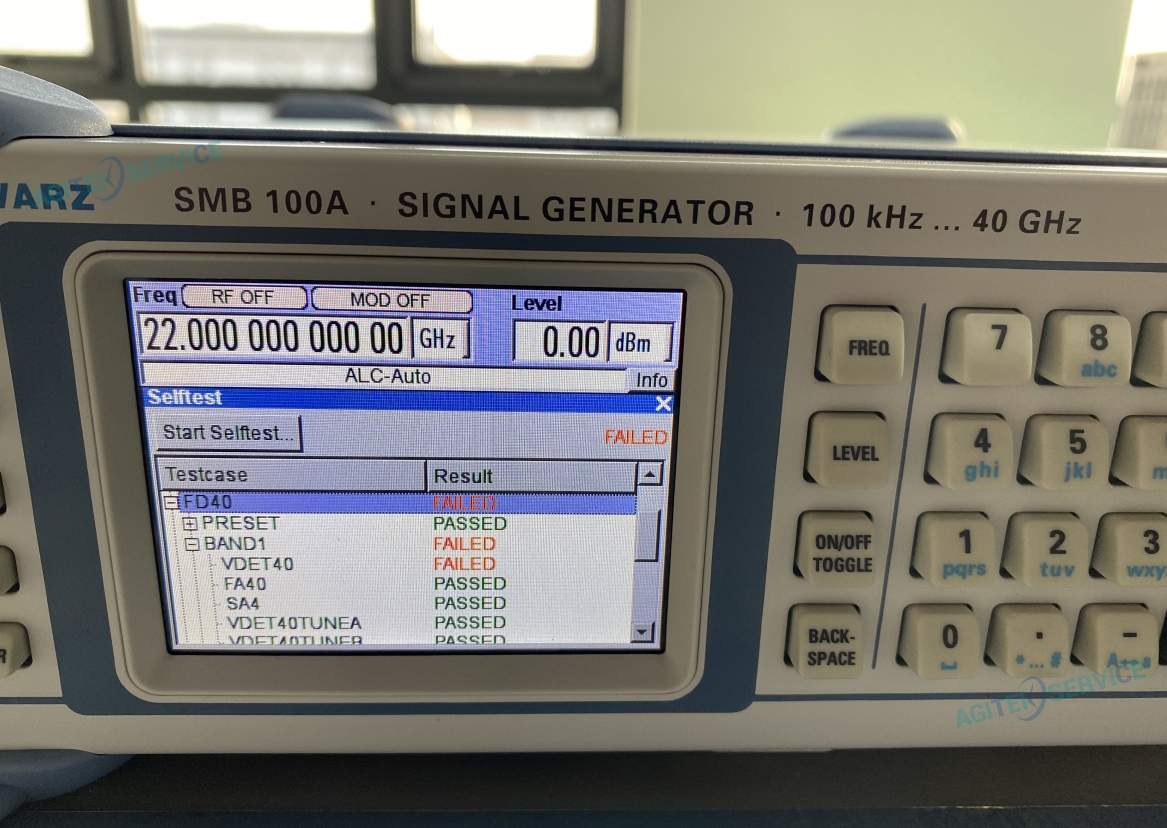 WARZ
SMB 100A · SIGNAL GENERATOR · 100 kHz ... 40 GHz
AGITEK SERVICE
Freq RF OFF MOD OFF Level
22.000 000 000 00 GHz 0.00 dBm
ALC-Auto Info
Selftest
Start Selftest... FAILED
Testcase Result
FD40 FAILED
PRESET PASSED
BAND1 FAILED
VDET40 FAILED
FA40 PASSED
SA4 PASSED
VDET40TUNEA PASSED
VDET40TUNEB PASSED
FREQ
7
8
abc
LEVEL
4
ghi
5
jkl
m
ON/OFF
TOGGLE
1
pqrs
2
tuv
3
wxy
BACK-
SPACE
0
.
*...#
–
A↔a
R
AGITEK SERVICE